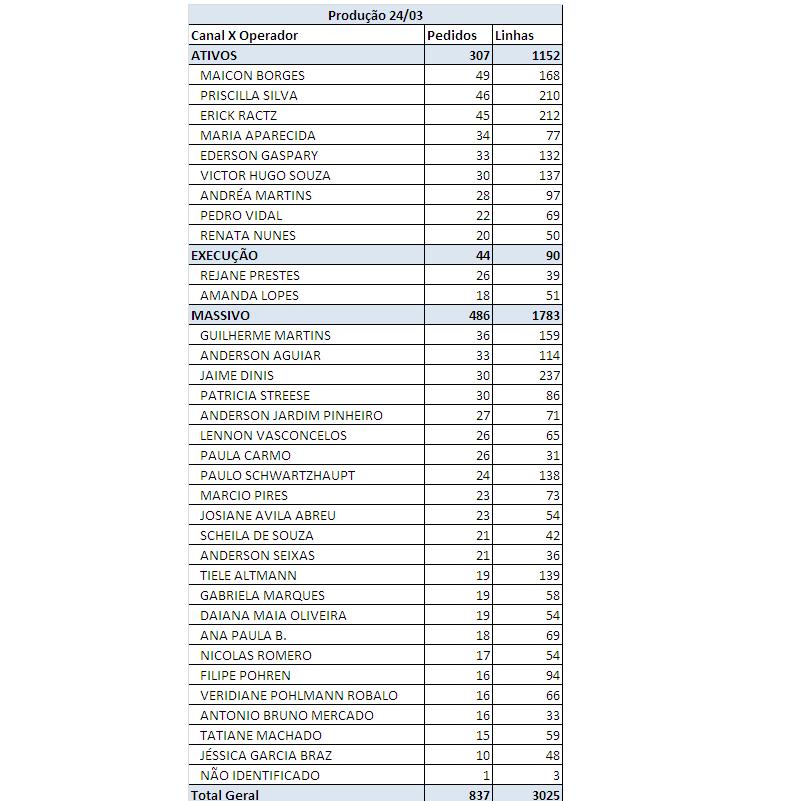 Produção 24/03
Canal X Operador Pedidos Linhas
ATIVOS 307 1152
MAICON BORGES 49 168
PRISCILLA SILVA 46 210
ERICK RACTZ 45 212
MARIA APARECIDA 34 77
EDERSON GASPARY 33 132
VICTOR HUGO SOUZA 30 137
ANDRÉA MARTINS 28 97
PEDRO VIDAL 22 69
RENATA NUNES 20 50
EXECUÇÃO 44 90
REJANE PRESTES 26 39
AMANDA LOPES 18 51
MASSIVO 486 1783
GUILHERME MARTINS 36 159
ANDERSON AGUIAR 33 114
JAIME DINIS 30 237
PATRICIA STREESE 30 86
ANDERSON JARDIM PINHEIRO 27 71
LENNON VASCONCELOS 26 65
PAULA CARMO 26 31
PAULO SCHWARTZHAUPT 24 138
MARCIO PIRES 23 73
JOSIANE AVILA ABREU 23 54
SCHEILA DE SOUZA 21 42
ANDERSON SEIXAS 21 36
TIELE ALTMANN 19 139
GABRIELA MARQUES 19 58
DAIANA MAIA OLIVEIRA 19 54
ANA PAULA B. 18 69
NICOLAS ROMERO 17 54
FILIPE POHREN 16 94
VERIDIANE POHLMANN ROBALO 16 66
ANTONIO BRUNO MERCADO 16 33
TATIANE MACHADO 15 59
JÉSSICA GARCIA BRAZ 10 48
NÃO IDENTIFICADO 1 3
Total Geral 837 3025